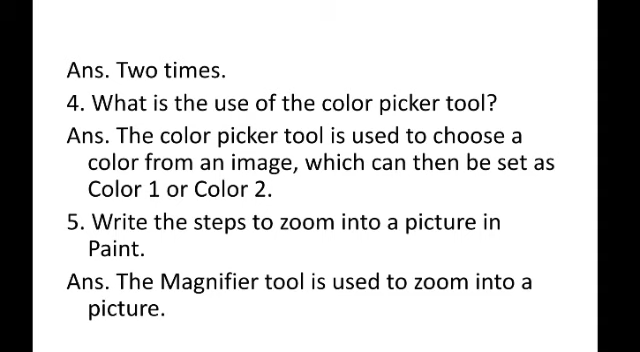 Ans. Two times.
4. What is the use of the color picker tool?
Ans. The color picker tool is used to choose a
color from an image, which can then be set as
Color 1 or Color 2.
5. Write the steps to zoom into a picture in
Paint.
Ans. The Magnifier tool is used to zoom into a
picture.